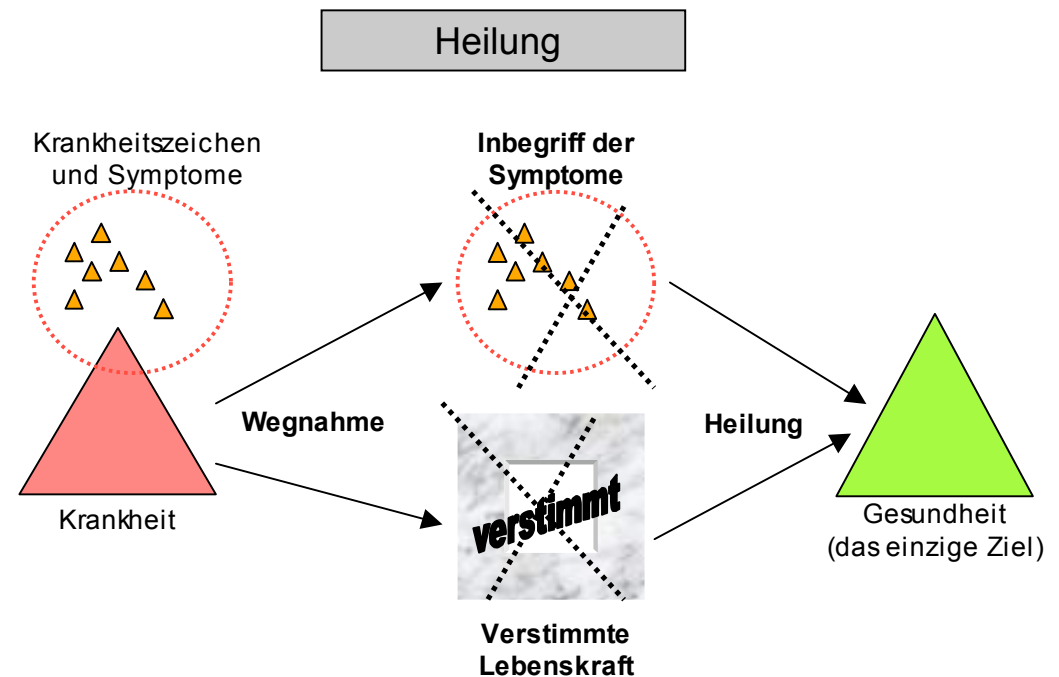 Heilung
Krankheitszeichen
und Symptome
Inbegriff der
Symptome
Wegnahme
Heilung
verstimmt
Krankheit
Gesundheit
(das einzige Ziel)
Verstimmte
Lebenskraft